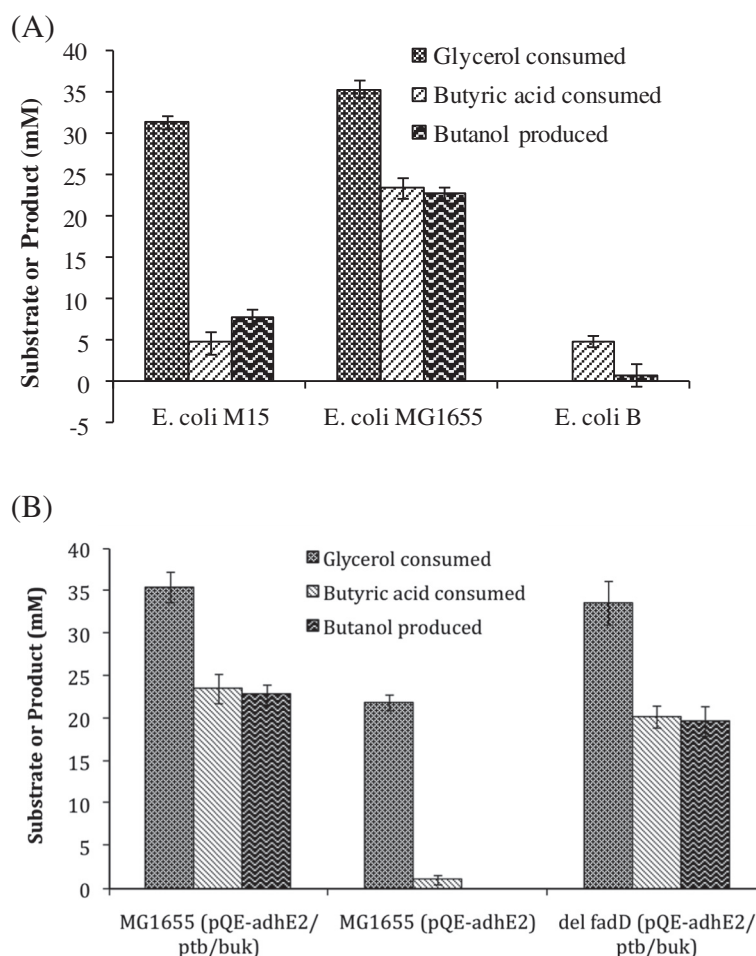 (A)
Substrate or Product (mM)
40
35
30
25
20
15
10
5
0
-5
Glycerol consumed
Butyric acid consumed
Butanol produced
E. coli M15
E. coli MG1655
E. coli B
(B)
Substrate or Product (mM)
40
35
30
25
20
15
10
5
0
Glycerol consumed
Butyric acid consumed
Butanol produced
MG1655 (pQE-adhE2/
ptb/buk)
MG1655 (pQE-adhE2)
del fadD (pQE-adhE2/
ptb/buk)